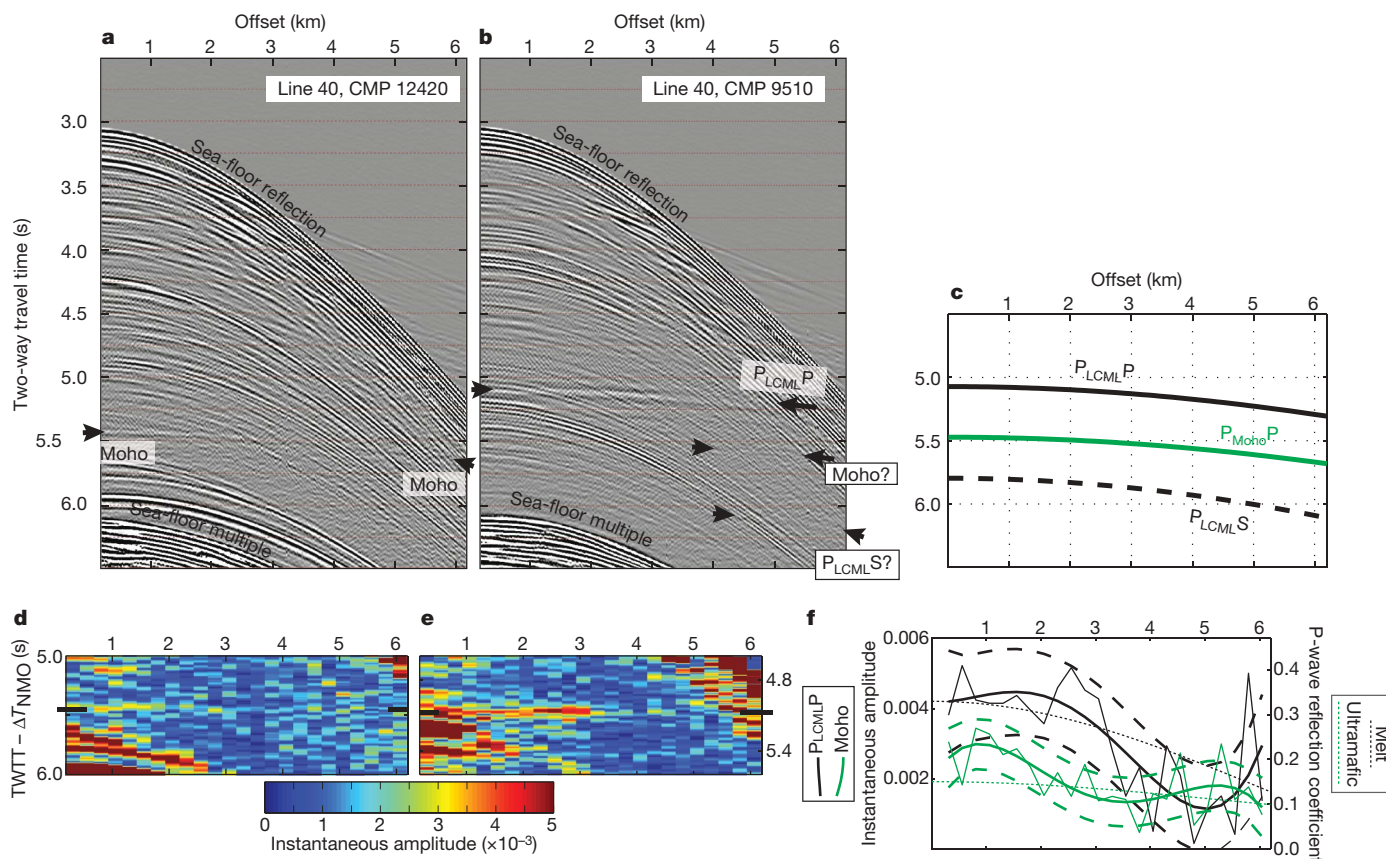 Offset (km)
Offset (km)
a
1
2
3
4
5
6
b
1
2
3
4
5
6
Line 40, CMP 12420
Line 40, CMP 9510
Two-way travel time (s)
3.0
3.5
4.0
4.5
5.0
5.5
6.0
Sea-floor reflection
Sea-floor reflection
Moho
Moho
Sea-floor multiple
Sea-floor multiple
PLCMLP
Moho?
PLCMLS?
Offset (km)
c
1
2
3
4
5
6
5.0
5.5
6.0
PLCMLP
PMohoP
PLCMLS
d
1
2
3
4
5
6
e
1
2
3
4
5
6
TWTT – ΔTNMO (s)
5.0
6.0
4.8
5.4
0
1
2
3
4
5
Instantaneous amplitude (×10–3)
f
PLCMLP
Moho
Instantaneous amplitude
0.006
0.004
0.002
1
2
3
4
5
6
0.4
0.3
0.2
0.1
0.0
P-wave reflection coefficient
Melt
Ultramafic